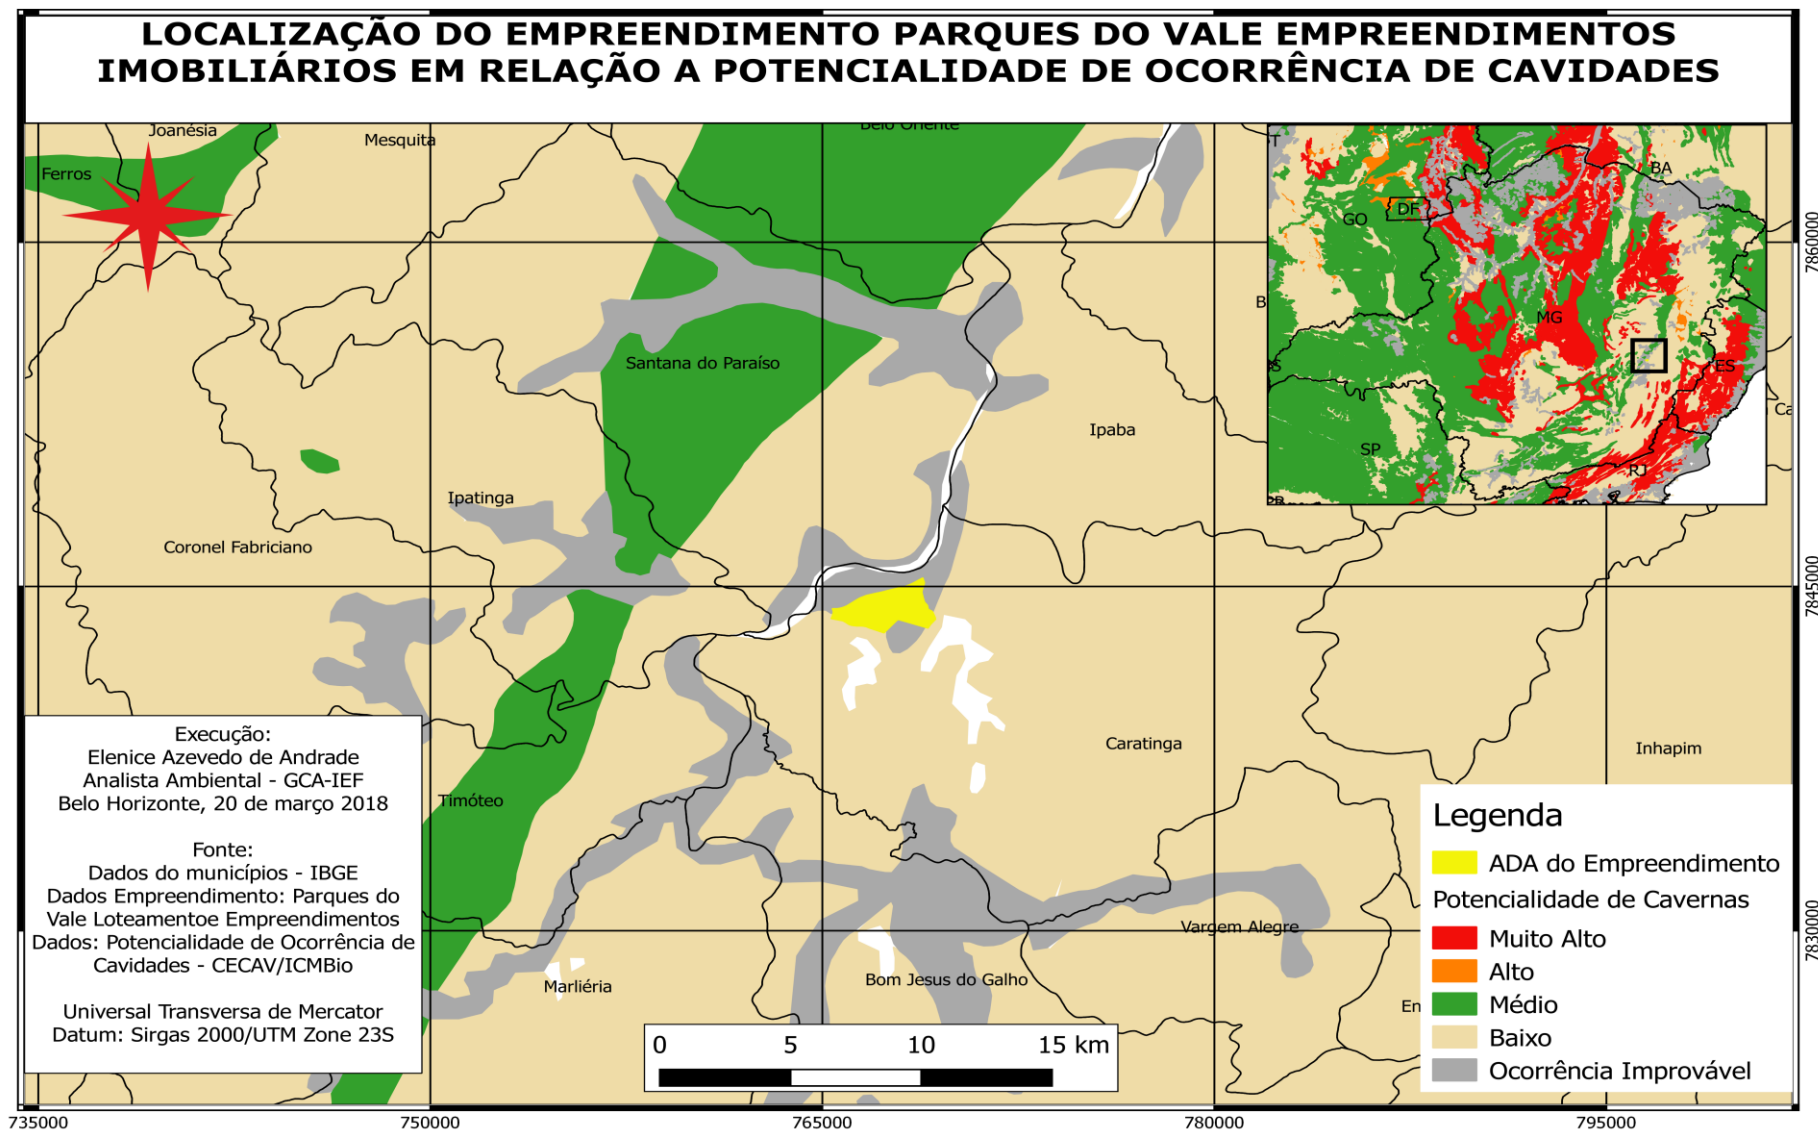 LOCALIZAÇÃO DO EMPREENDIMENTO PARQUES DO VALE EMPREENDIMENTOS
IMOBILIÁRIOS EM RELAÇÃO A POTENCIALIDADE DE OCORRÊNCIA DE CAVIDADES
Joanésia
Mesquita
Belo Oriente
Ferros
BA
DF
GO
MG
ES
SP
RJ
Santana do Paraíso
Ipaba
Ipatinga
Coronel Fabriciano
Caratinga
Inhapim
Timóteo
Vargem Alegre
Bom Jesus do Galho
Marliéria
En
Execução:
Elenice Azevedo de Andrade
Analista Ambiental - GCA-IEF
Belo Horizonte, 20 de março 2018
Fonte:
Dados do municípios - IBGE
Dados Empreendimento: Parques do
Vale Loteamentoe Empreendimentos
Dados: Potencialidade de Ocorrência de
Cavidades - CECAV/ICMBio
Universal Transversa de Mercator
Datum: Sirgas 2000/UTM Zone 23S
0 5 10 15 km
Legenda
ADA do Empreendimento
Potencialidade de Cavernas
Muito Alto
Alto
Médio
Baixo
Ocorrência Improvável
7860000
7845000
7830000
735000 750000 765000 780000 795000